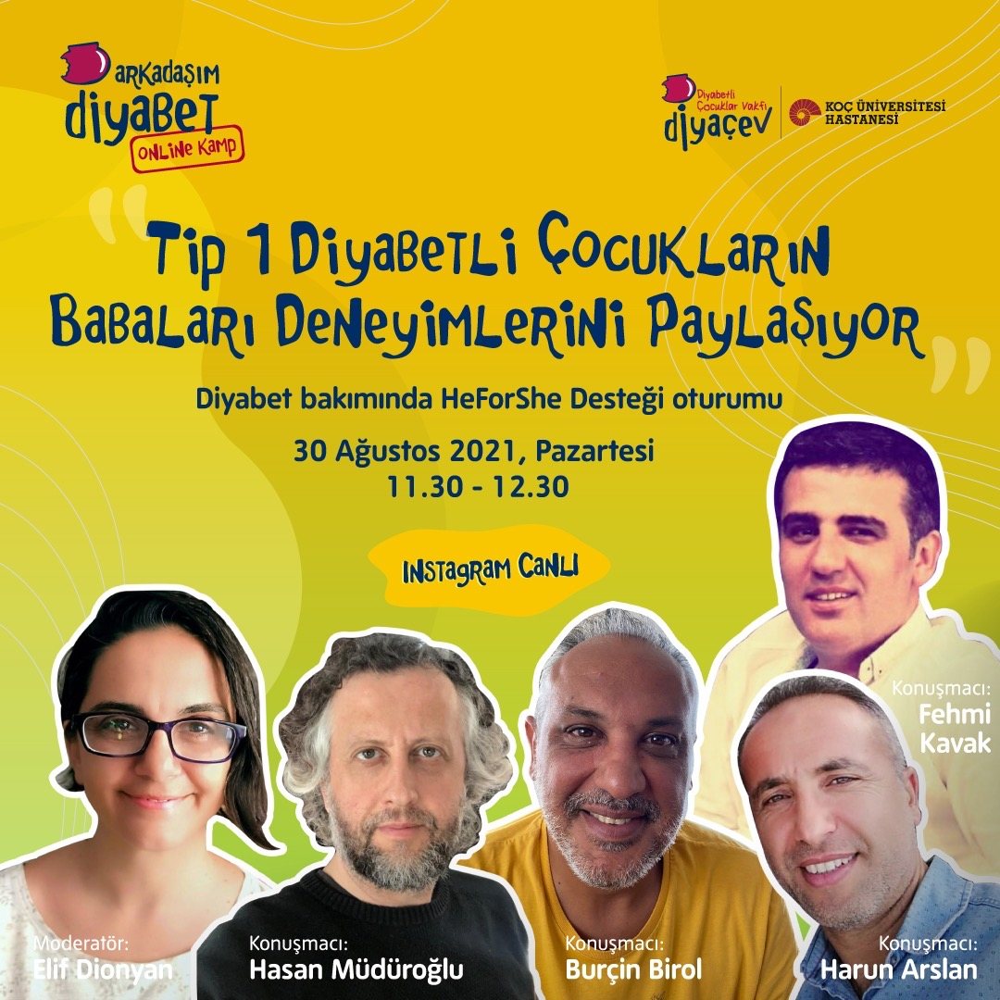 arkadaşım
diyabet
online kamp
Diyabetli
Çocuklar Vakfı
diyaçev
KOÇ ÜNİVERSİTESİ
HASTANESİ
“Tip 1 Diyabetli Çocukların
Babaları Deneyimlerini Paylaşıyor”
Diyabet bakımında HeForShe Desteği oturumu
30 Ağustos 2021, Pazartesi
11.30 - 12.30
INSTAGRAM CANLI
Konuşmacı:
Fehmi
Kavak
Moderatör:
Elif Dionyan
Konuşmacı:
Hasan Müdüroğlu
Konuşmacı:
Burçin Birol
Konuşmacı:
Harun Arslan